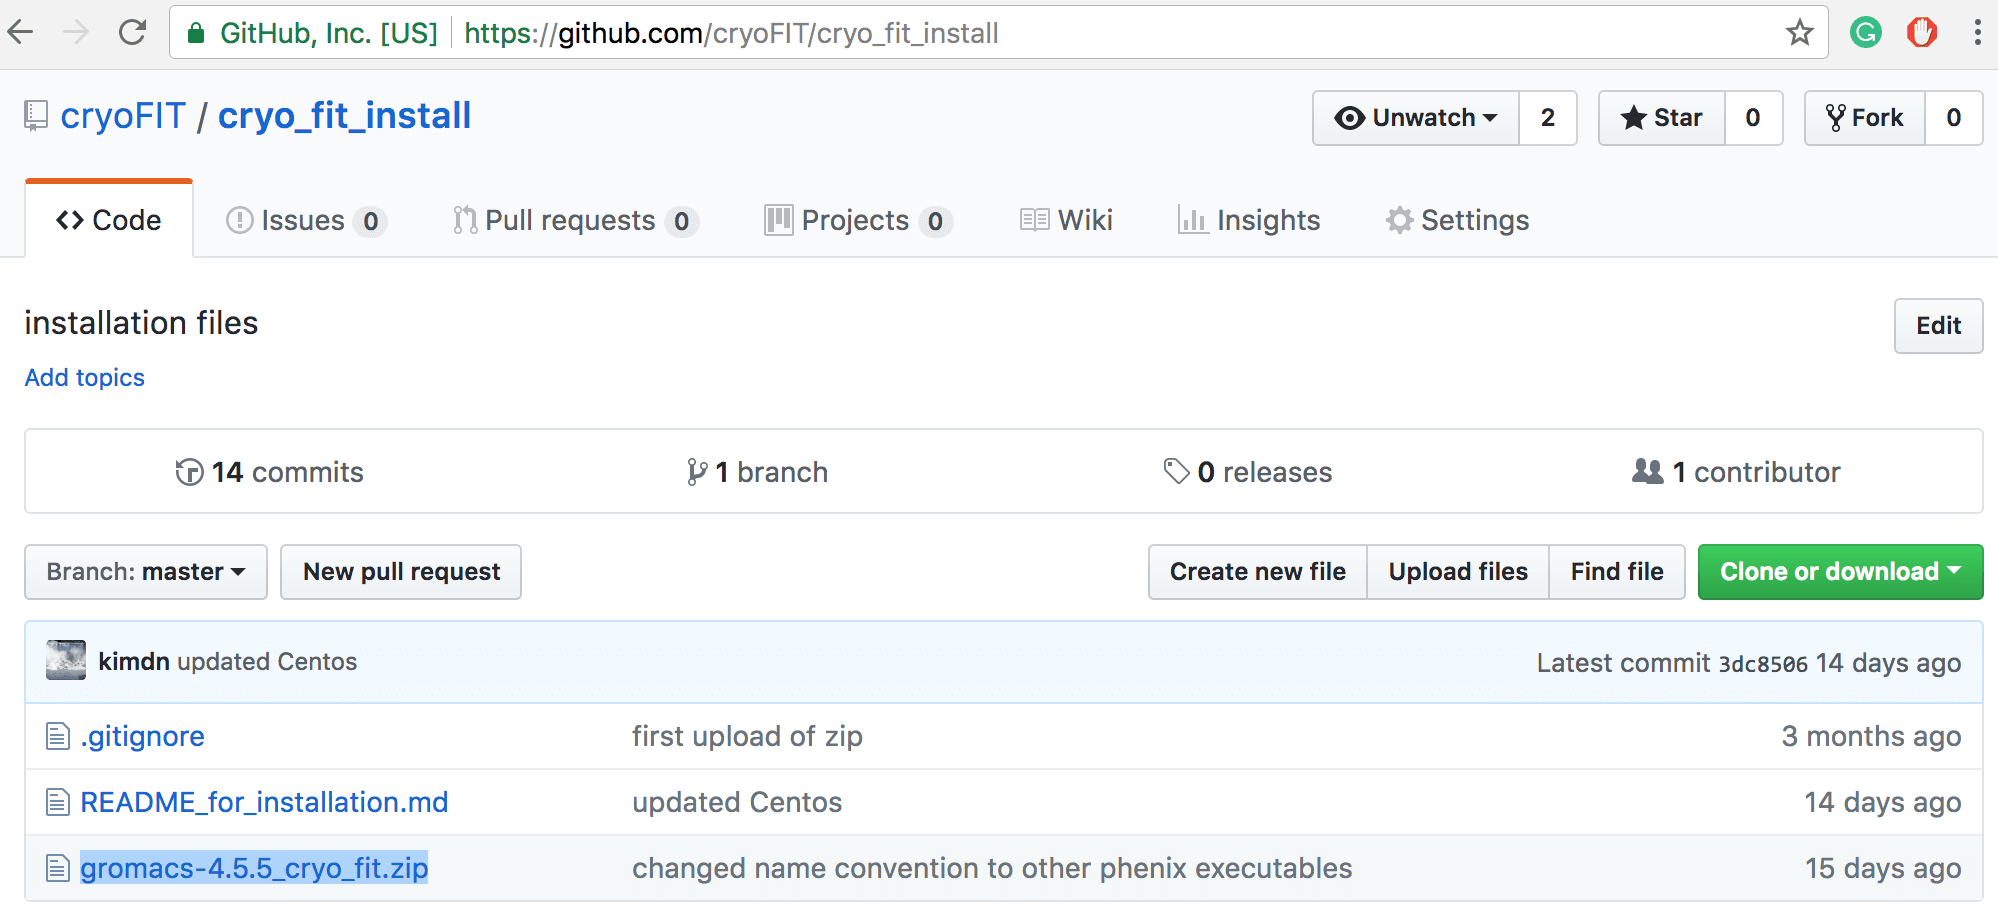 GitHub, Inc. [US] https://github.com/cryoFIT/cryo_fit_install
cryoFIT / cryo_fit_install Unwatch 2 Star 0 Fork 0
Code Issues 0 Pull requests 0 Projects 0 Wiki Insights Settings
installation files Edit
Add topics
14 commits 1 branch 0 releases 1 contributor
Branch: master New pull request Create new file Upload files Find file Clone or download
kimdn updated Centos Latest commit 3dc8506 14 days ago
.gitignore first upload of zip 3 months ago
README_for_installation.md updated Centos 14 days ago
gromacs-4.5.5_cryo_fit.zip changed name convention to other phenix executables 15 days ago